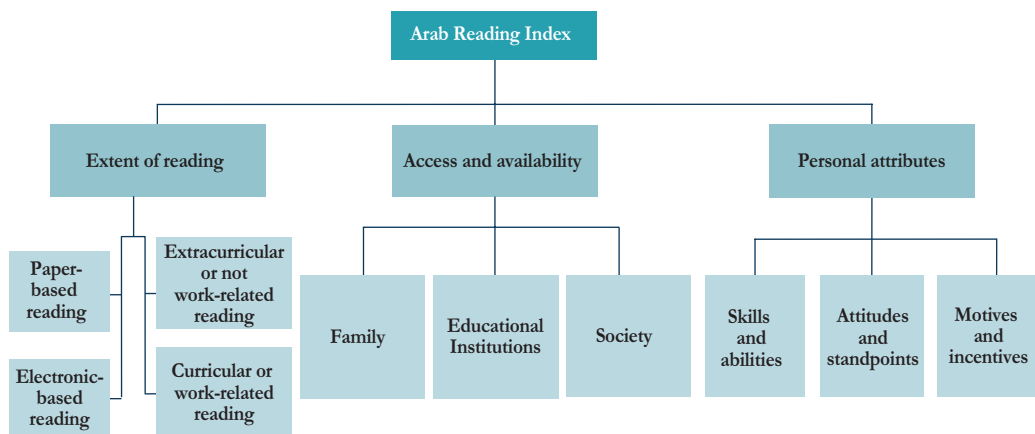 Arab Reading Index
Extent of reading
Access and availability
Personal attributes
Paper-
based
reading
Extracurricular
or not
work-related
reading
Electronic-
based
reading
Curricular or
work-related
reading
Family
Educational
Institutions
Society
Skills
and
abilities
Attitudes
and
standpoints
Motives
and
incentives